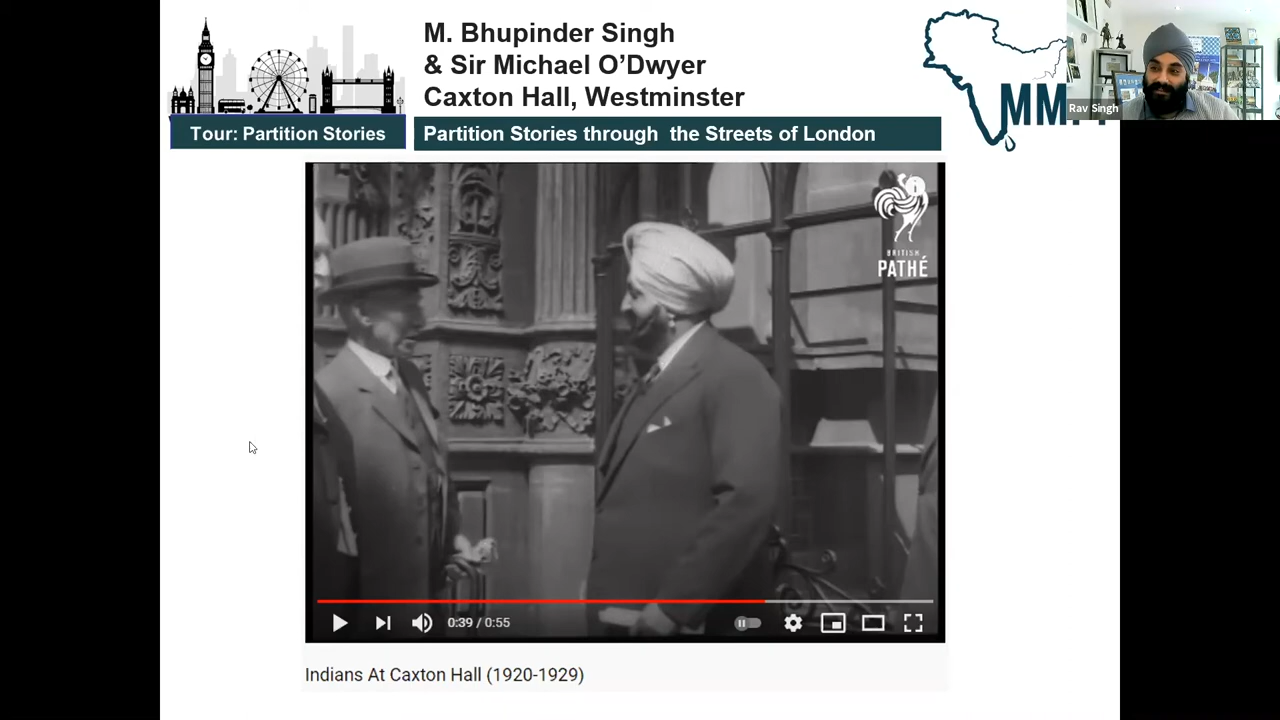 M. Bhupinder Singh
& Sir Michael O’Dwyer
Caxton Hall, Westminster
Tour: Partition Stories
Partition Stories through the Streets of London
Rav Singh
BRITISH
PATHÉ
0:39 / 0:55
Indians At Caxton Hall (1920-1929)